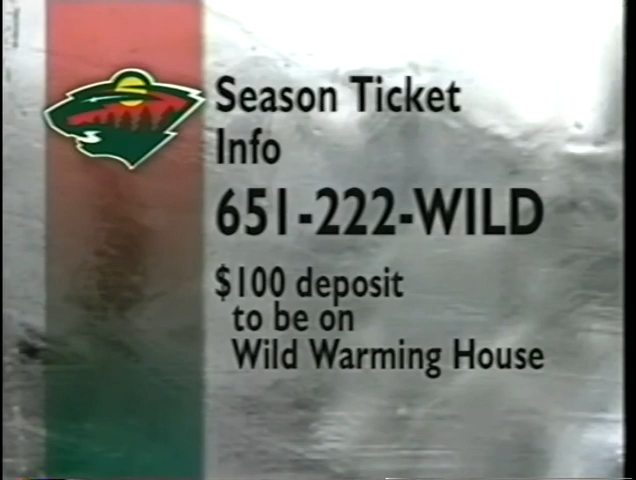 Season Ticket
Info
651-222-WILD
$100 deposit
to be on
Wild Warming House